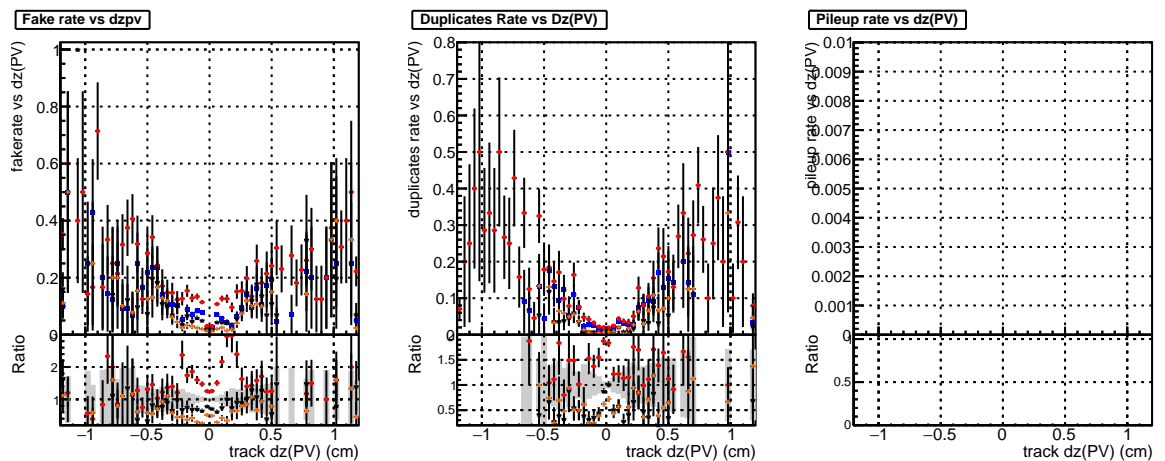 Fake rate vs dzpv
fakerate vs dz(PV)
1
0.8
0.6
0.4
0.2
0
Ratio
2
1
−1 −0.5 0 0.5 1
track dz(PV) (cm)
Duplicates Rate vs Dz(PV)
duplicates rate vs dz(PV)
0.8
0.7
0.6
0.5
0.4
0.3
0.2
0.1
0
Ratio
1.5
1.0
0.5
−1 −0.5 0 0.5 1
track dz(PV) (cm)
Pileup rate vs dz(PV)
pileup rate vs dz(PV)
0.01
0.009
0.008
0.007
0.006
0.005
0.004
0.003
0.002
0.001
0
Ratio
1
0.5
0
−1 −0.5 0 0.5 1
track dz(PV) (cm)